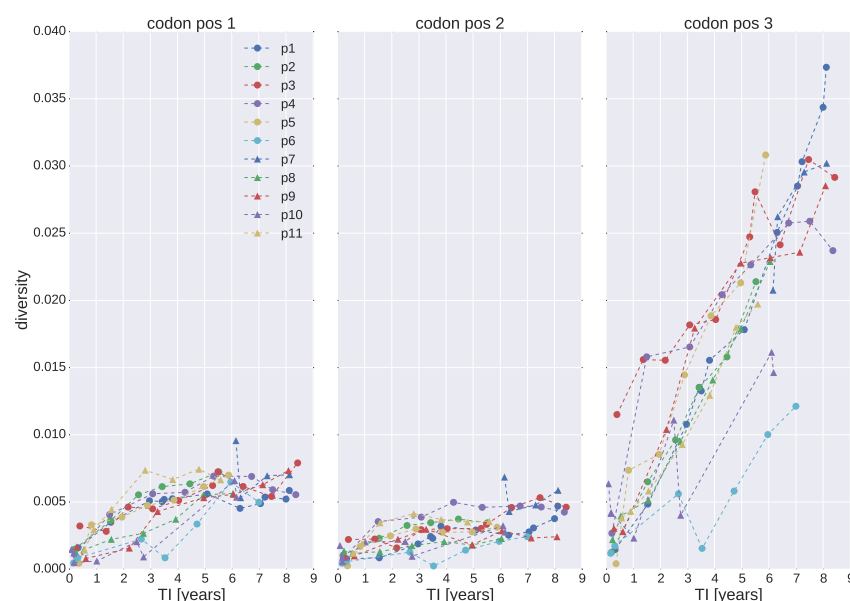 codon pos 1 codon pos 2 codon pos 3
0.040
0.035
0.030
0.025
0.020
0.015
0.010
0.005
0.000
diversity
p1
p2
p3
p4
p5
p6
p7
p8
p9
p10
p11
0 1 2 3 4 5 6 7 8 9 0 1 2 3 4 5 6 7 8 9 0 1 2 3 4 5 6 7 8 9
TI [years] TI [years] TI [years]